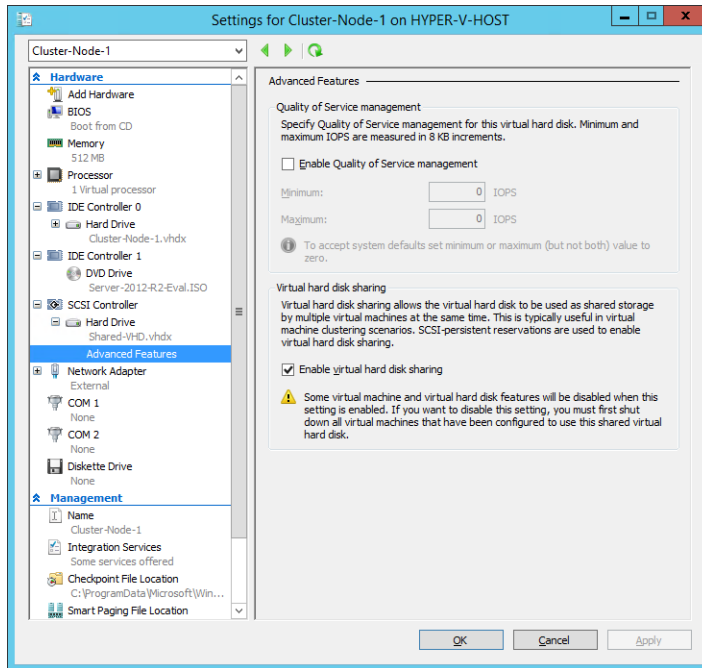 Settings for Cluster-Node-1 on HYPER-V-HOST
Cluster-Node-1
Hardware
Add Hardware
BIOS
Boot from CD
Memory
512 MB
Processor
1 Virtual processor
IDE Controller 0
Hard Drive
Cluster-Node-1.vhdx
IDE Controller 1
DVD Drive
Server-2012-R2-Eval.ISO
SCSI Controller
Hard Drive
Shared-VHD.vhdx
Advanced Features
Network Adapter
External
COM 1
None
COM 2
None
Diskette Drive
None
Management
Name
Cluster-Node-1
Integration Services
Some services offered
Checkpoint File Location
C:\ProgramData\Microsoft\Win...
Smart Paging File Location
Advanced Features
Quality of Service management
Specify Quality of Service management for this virtual hard disk. Minimum and
maximum IOPS are measured in 8 KB increments.
Enable Quality of Service management
Minimum: 0 IOPS
Maximum: 0 IOPS
To accept system defaults set minimum or maximum (but not both) value to
zero.
Virtual hard disk sharing
Virtual hard disk sharing allows the virtual hard disk to be used as shared storage
by multiple virtual machines at the same time. This is typically useful in virtual
machine clustering scenarios. SCSI-persistent reservations are used to enable
virtual hard disk sharing.
Enable virtual hard disk sharing
Some virtual machine and virtual hard disk features will be disabled when this
setting is enabled. If you want to disable this setting, you must first shut
down all virtual machines that have been configured to use this shared virtual
hard disk.
OK Cancel Apply